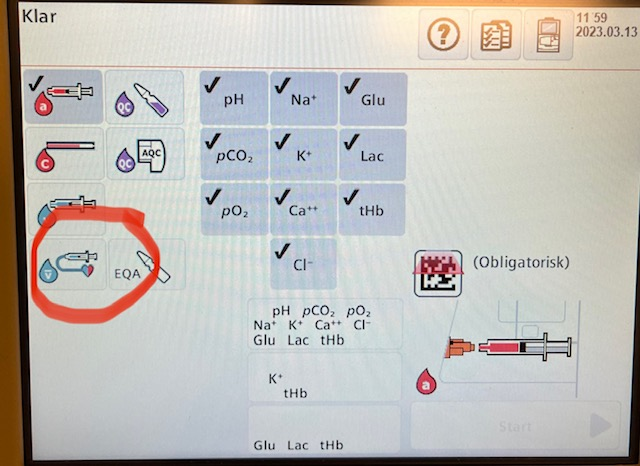 Klar
11 59
2023.03.13
a
QC
pH
Na⁺
Glu
c
QC
AQC
pCO₂
K⁺
Lac
pO₂
Ca⁺⁺
tHb
v̄
EQA
Cl⁻
(Obligatorisk)
pH pCO₂ pO₂
Na⁺ K⁺ Ca⁺⁺ Cl⁻
Glu Lac tHb
K⁺
tHb
a
Start
Glu Lac tHb